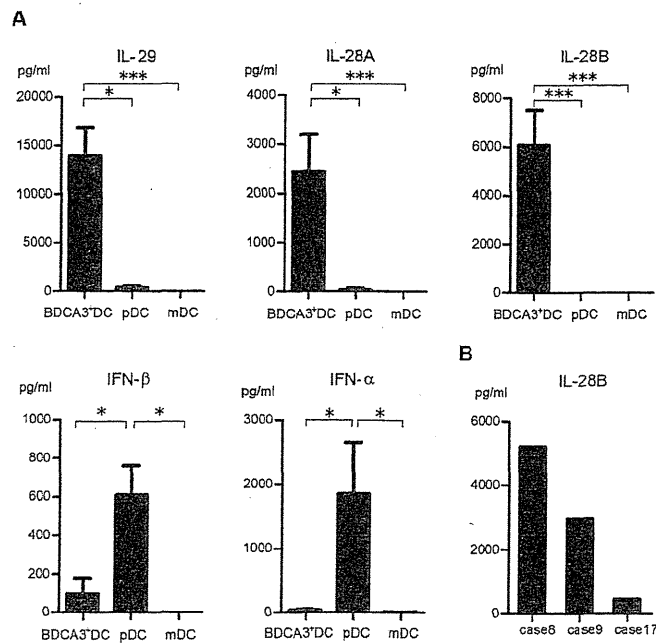 A
IL-29
pg/ml
***
*
20000
15000
10000
5000
0
BDCA3+DC pDC mDC
IL-28A
pg/ml
***
*
4000
3000
2000
1000
0
BDCA3+DC pDC mDC
IL-28B
pg/ml
***
***
8000
6000
4000
2000
0
BDCA3+DC pDC mDC
IFN-β
pg/ml
* *
1000
800
600
400
200
0
BDCA3+DC pDC mDC
IFN-α
pg/ml
* *
3000
2000
1000
0
BDCA3+DC pDC mDC
B
IL-28B
pg/ml
6000
4000
2000
0
case8 case9 case17